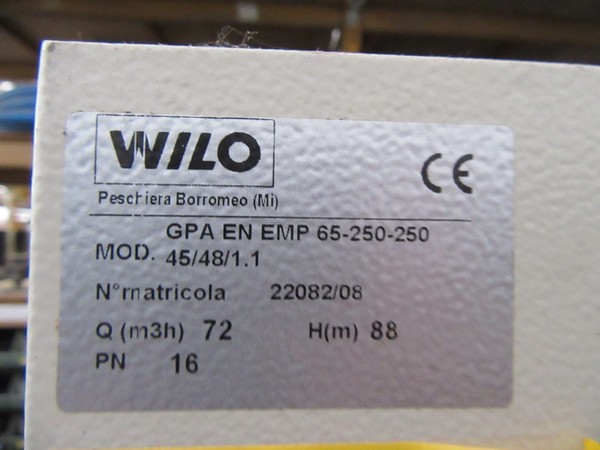 WILO
CE
Peschiera Borromeo (Mi)
GPA EN EMP 65-250-250
MOD. 45/48/1.1
N°matricola 22082/08
Q (m3h) 72 H(m) 88
PN 16